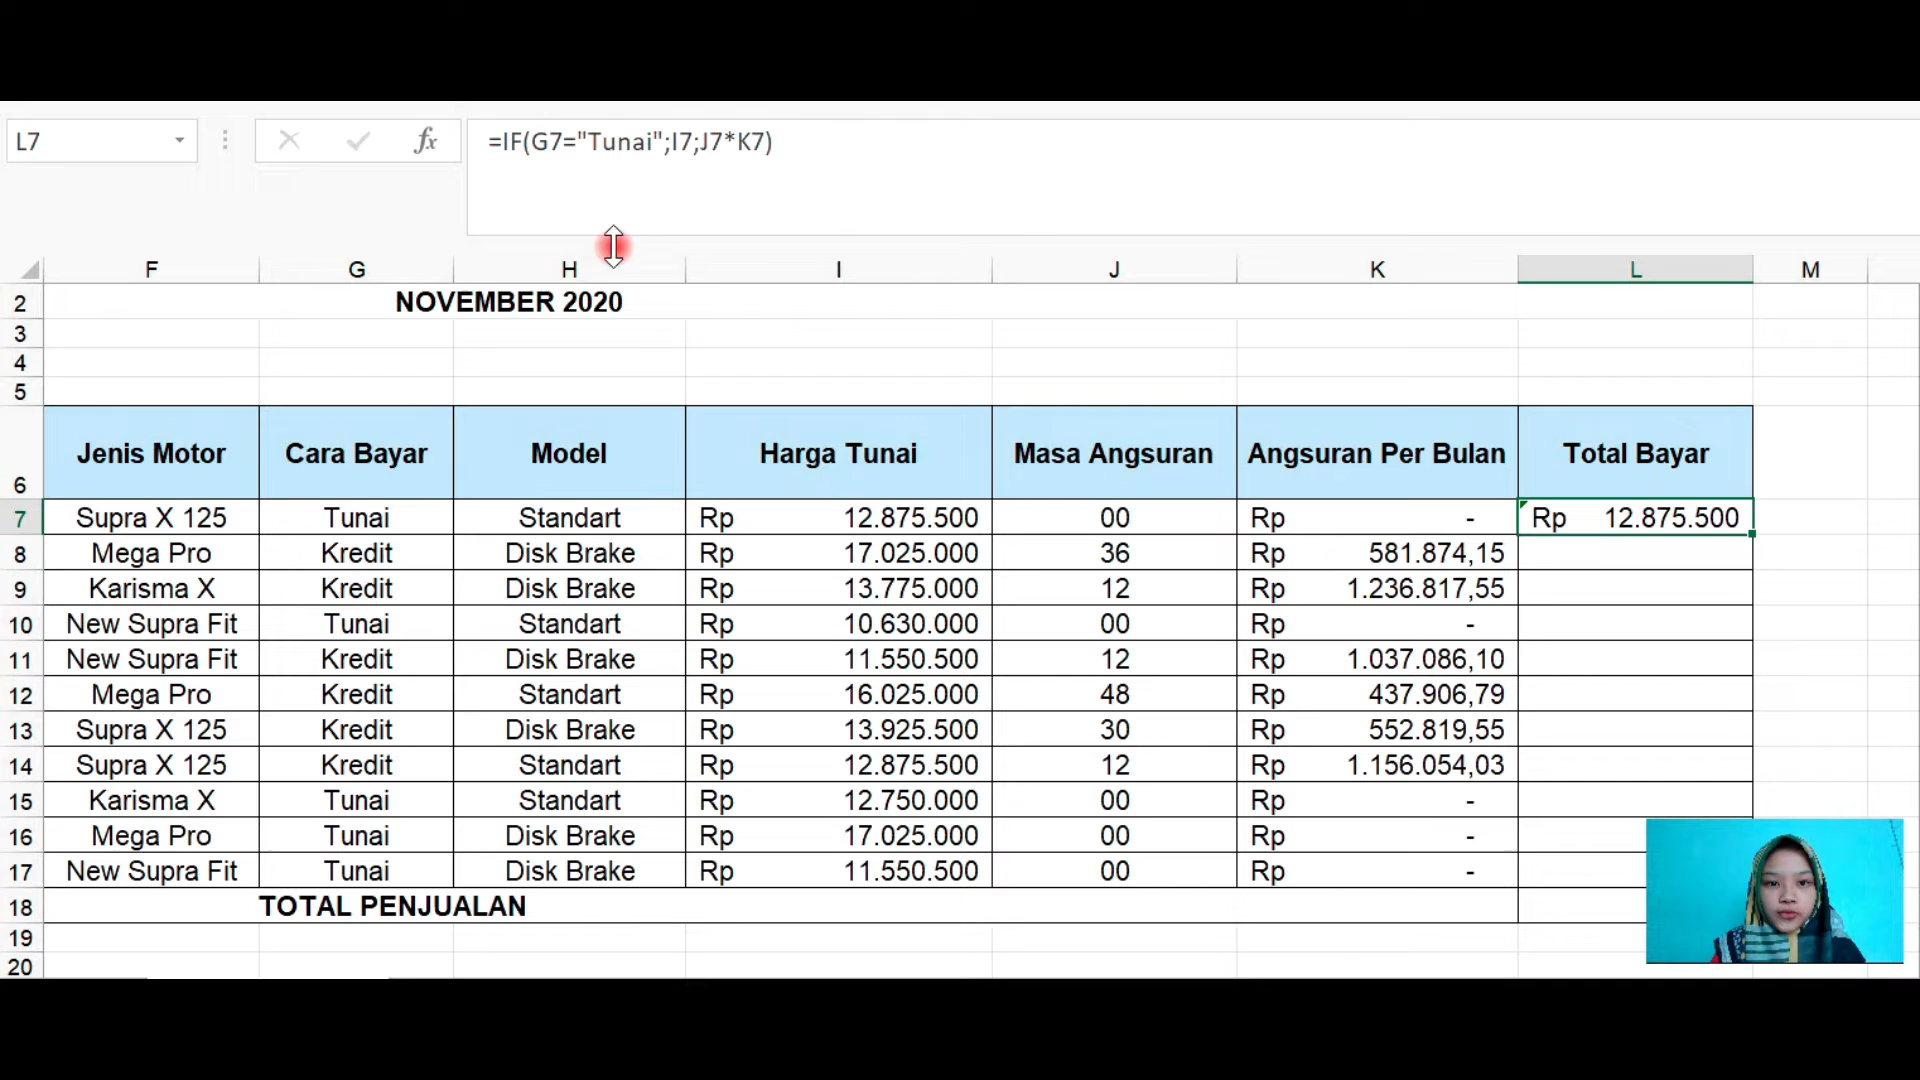 L7 fx =IF(G7="Tunai";I7;J7*K7)
F G H I J K L M
2 NOVEMBER 2020
3
4
5
6 Jenis Motor Cara Bayar Model Harga Tunai Masa Angsuran Angsuran Per Bulan Total Bayar
7 Supra X 125 Tunai Standart Rp 12.875.500 00 Rp - Rp 12.875.500
8 Mega Pro Kredit Disk Brake Rp 17.025.000 36 Rp 581.874,15
9 Karisma X Kredit Disk Brake Rp 13.775.000 12 Rp 1.236.817,55
10 New Supra Fit Tunai Standart Rp 10.630.000 00 Rp -
11 New Supra Fit Kredit Disk Brake Rp 11.550.500 12 Rp 1.037.086,10
12 Mega Pro Kredit Standart Rp 16.025.000 48 Rp 437.906,79
13 Supra X 125 Kredit Disk Brake Rp 13.925.500 30 Rp 552.819,55
14 Supra X 125 Kredit Standart Rp 12.875.500 12 Rp 1.156.054,03
15 Karisma X Tunai Standart Rp 12.750.000 00 Rp -
16 Mega Pro Tunai Disk Brake Rp 17.025.000 00 Rp -
17 New Supra Fit Tunai Disk Brake Rp 11.550.500 00 Rp -
18 TOTAL PENJUALAN
19
20